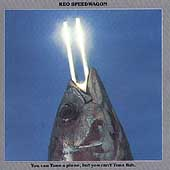 REO SPEEDWAGON
You can Tune a piano, but you can't Tuna fish.